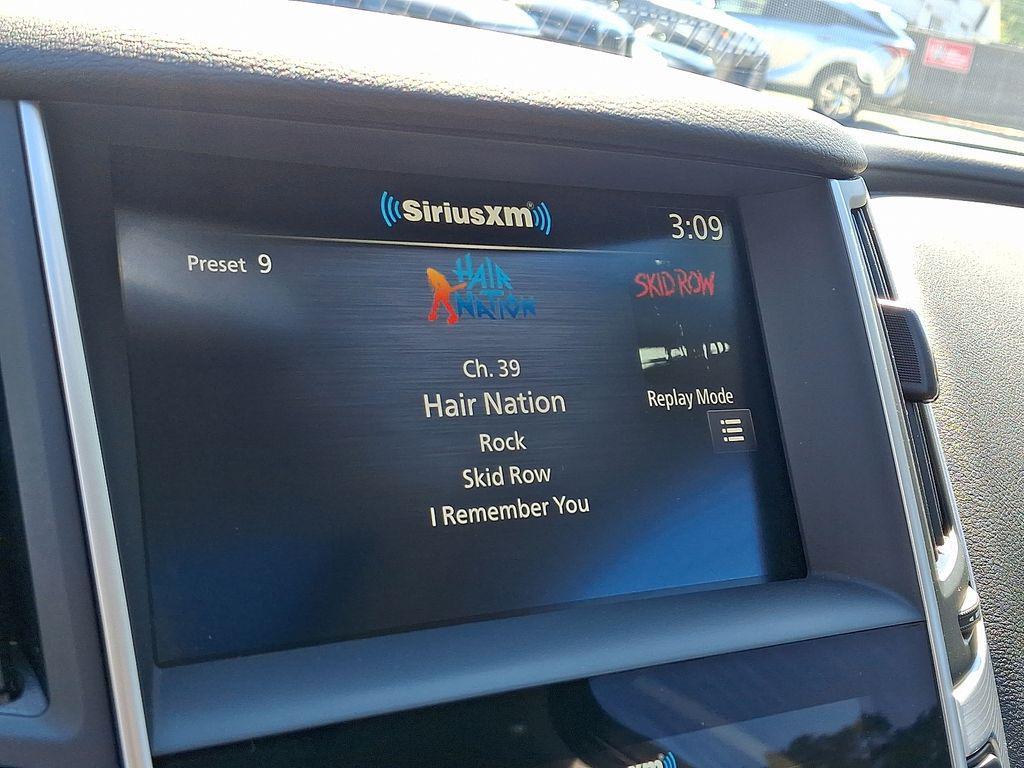 SiriusXM
3:09
Preset 9
HAIR
NATION
SKID ROW
Ch. 39
Hair Nation
Replay Mode
Rock
Skid Row
I Remember You